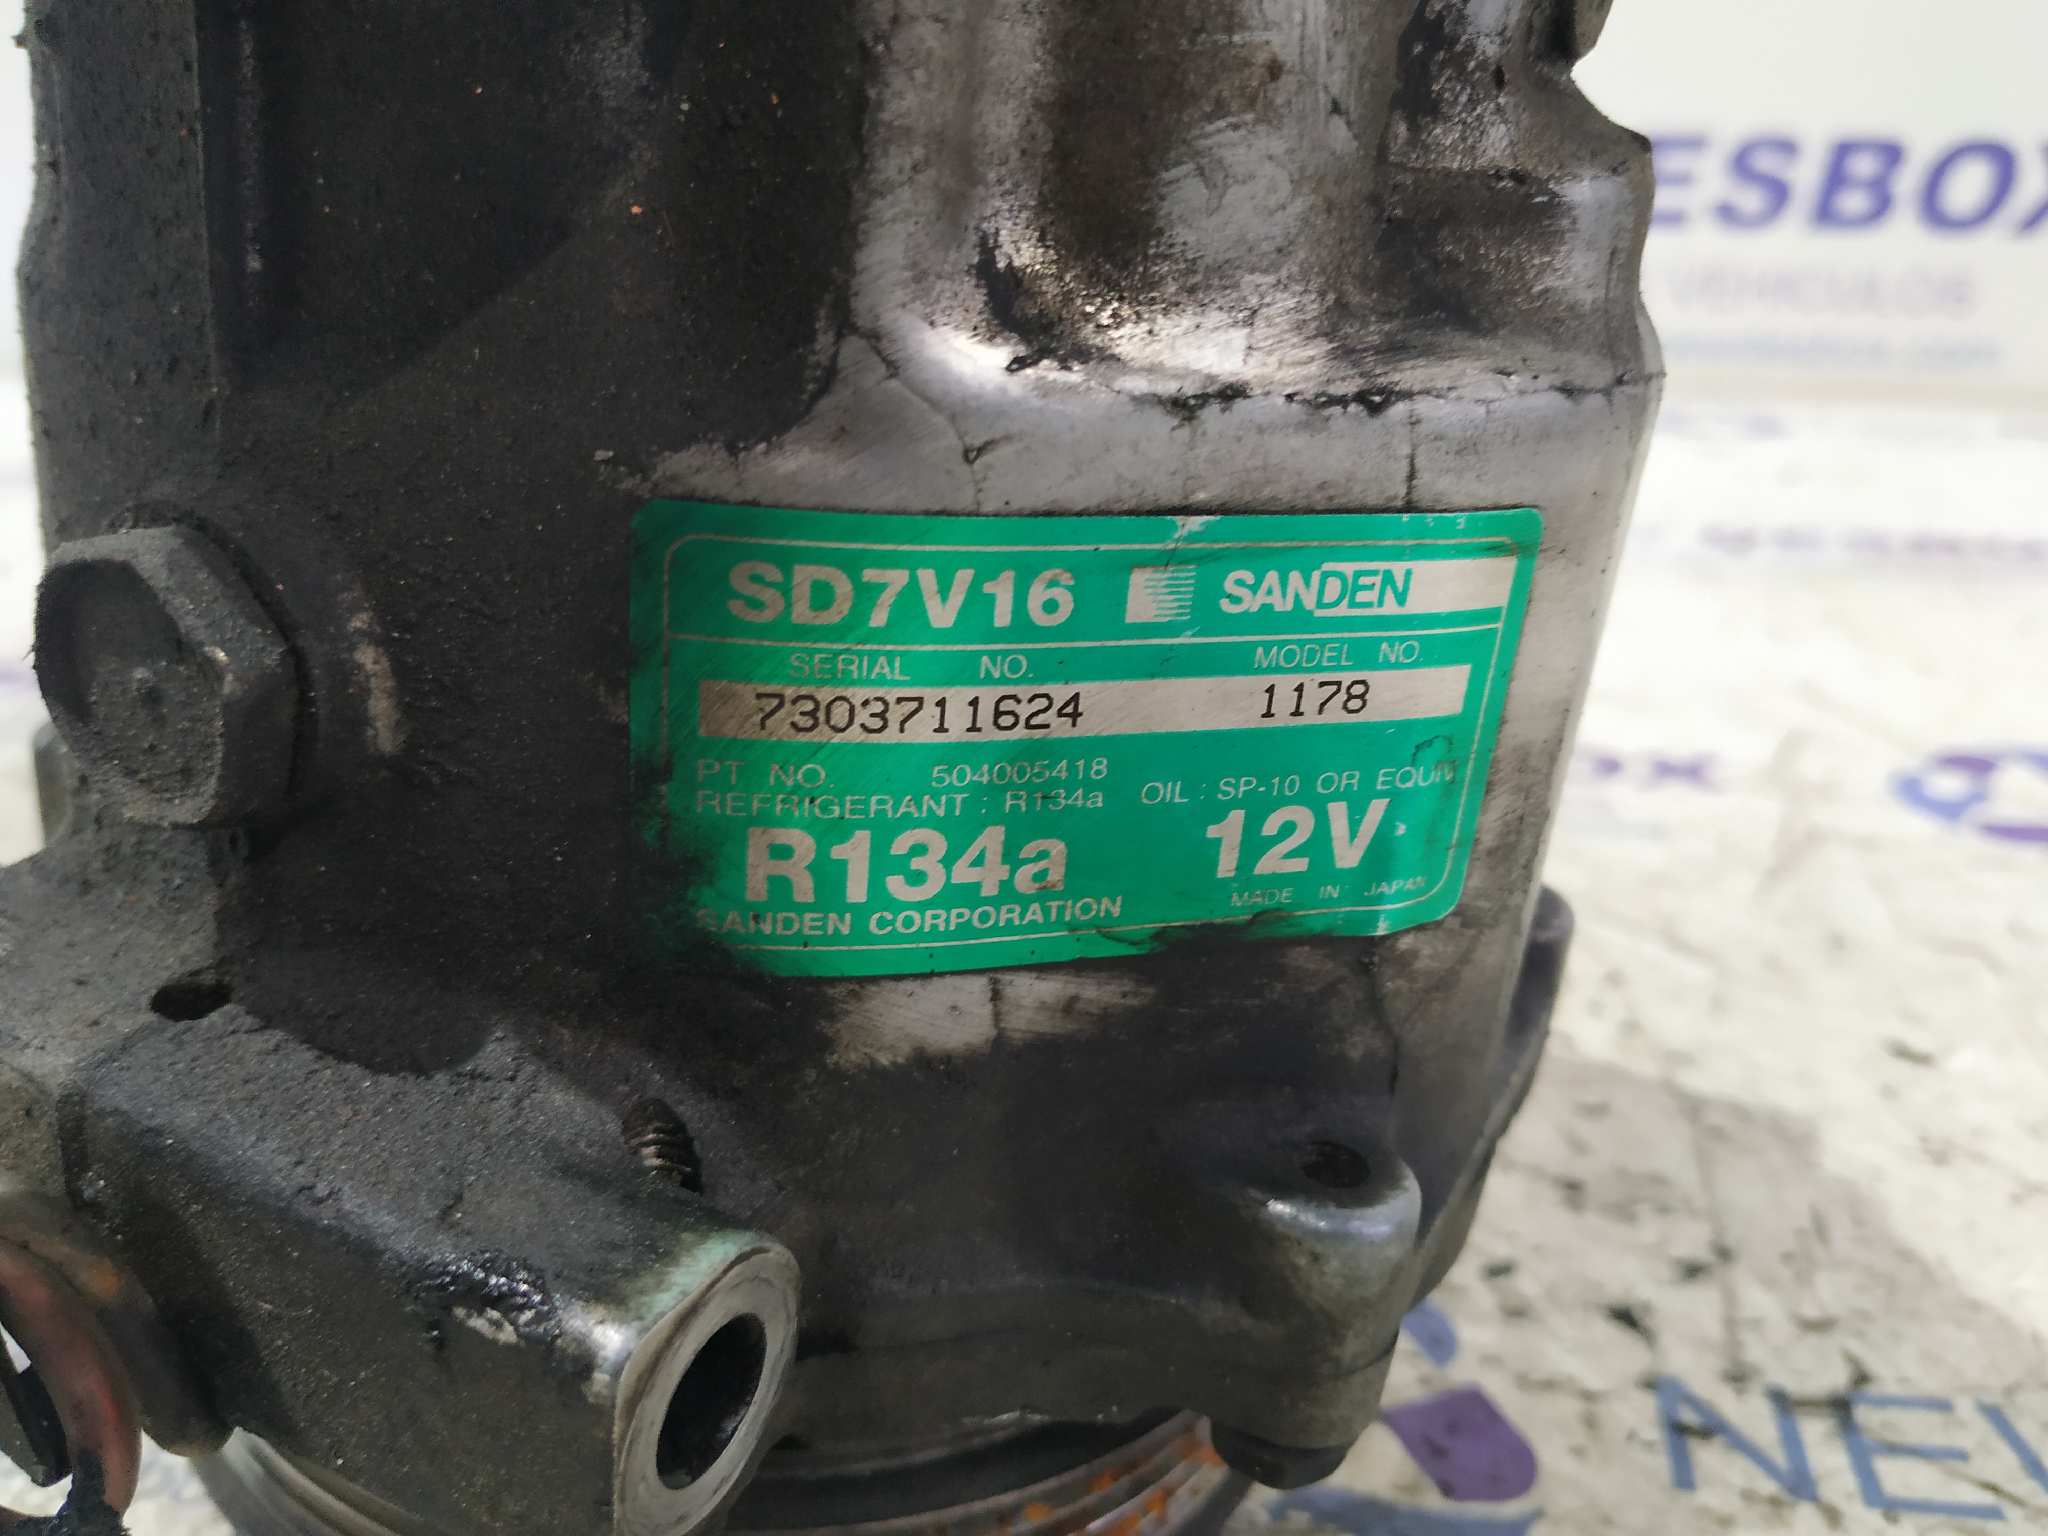 ESBOX
VEHICULOS
SD7V16 SANDEN
SERIAL NO. MODEL NO.
7303711624 1178
PT NO. 504005418
REFRIGERANT : R134a OIL : SP-10 OR EQUIV
R134a 12V
SANDEN CORPORATION MADE IN JAPAN